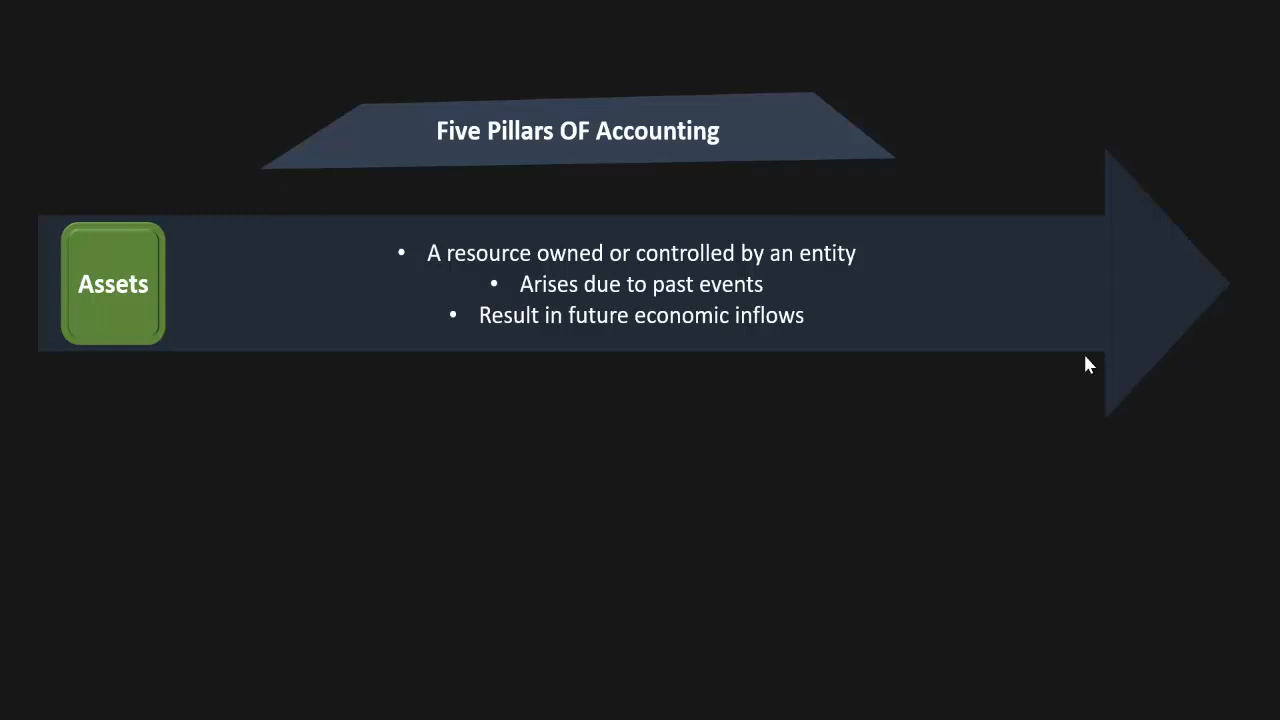 Five Pillars OF Accounting
Assets
• A resource owned or controlled by an entity
• Arises due to past events
• Result in future economic inflows